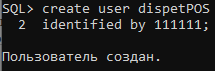 SQL> create user dispetPOS
  2  identified by 111111;
Пользователь создан.